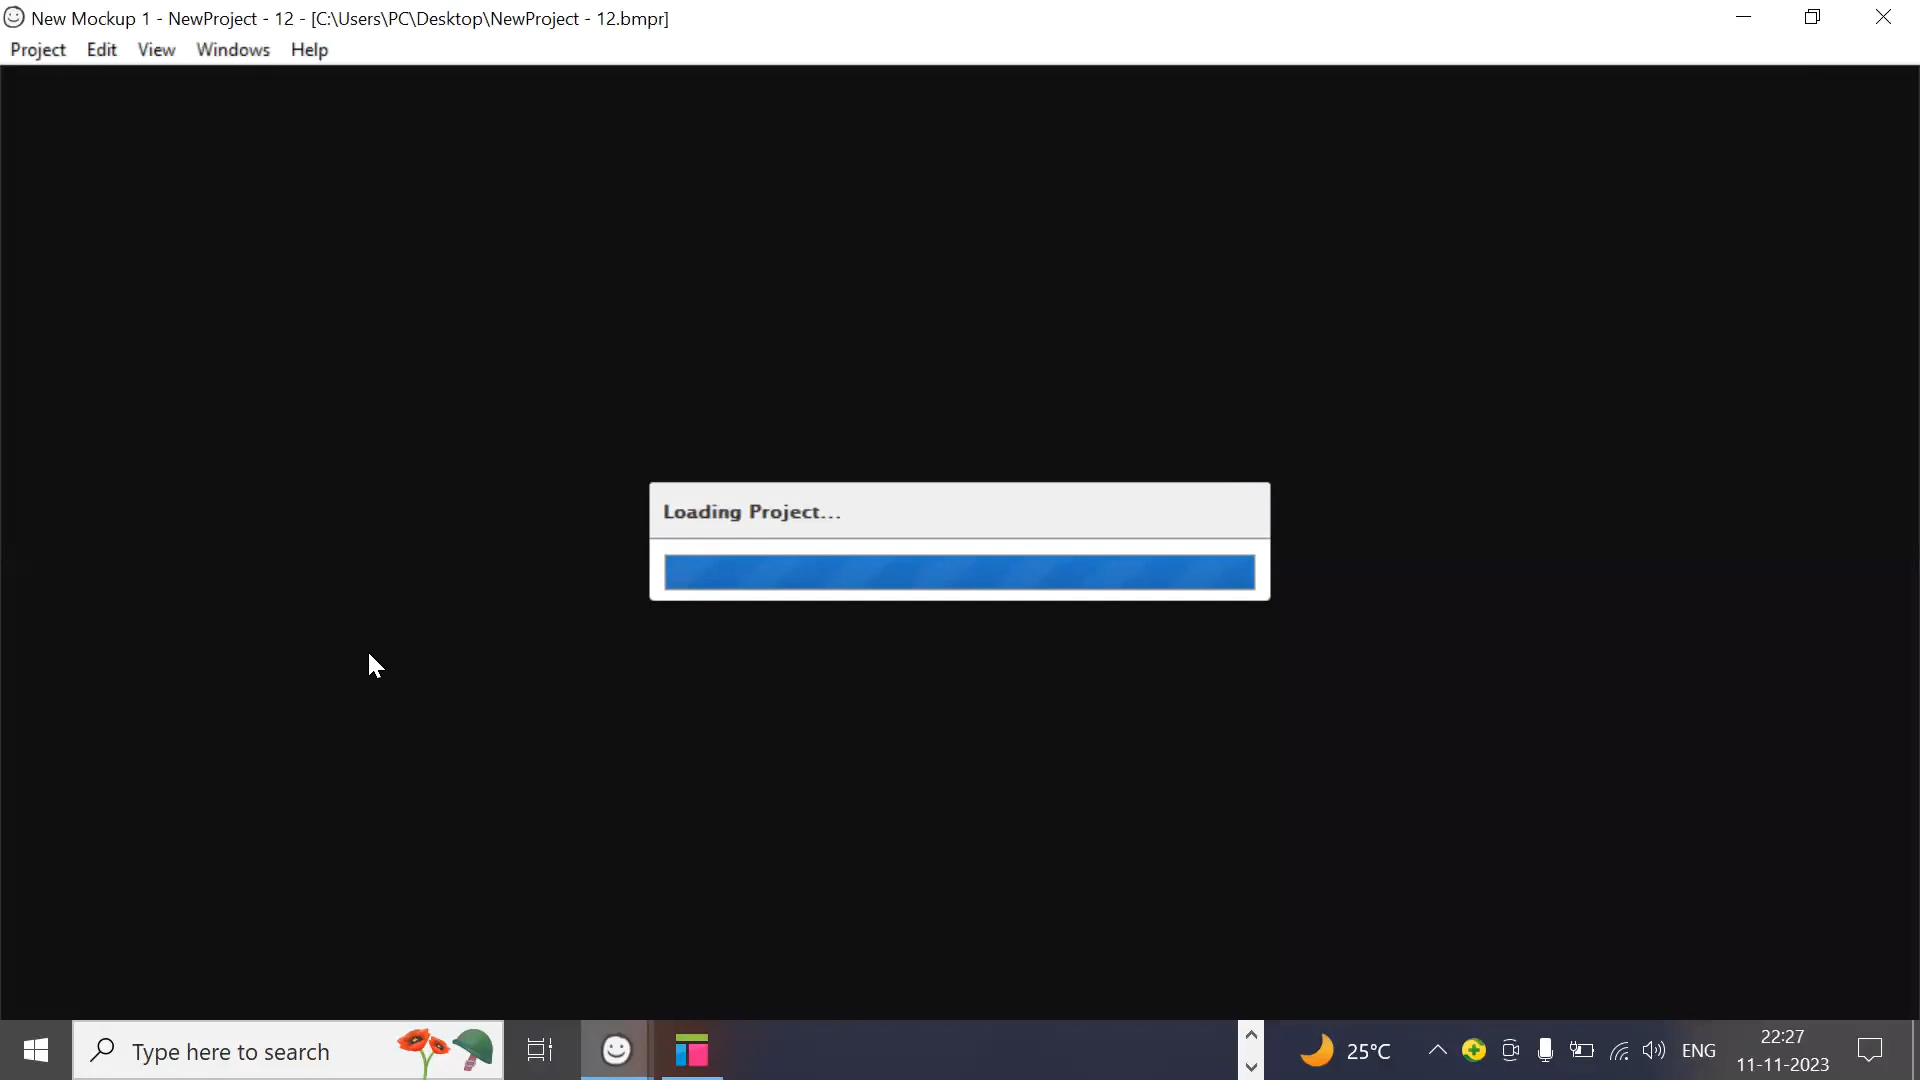 New Mockup 1 - NewProject - 12 - [C:\Users\PC\Desktop\NewProject - 12.bmpr]
Project Edit View Windows Help
Loading Project...
Type here to search
25°C
ENG
22:27
11-11-2023